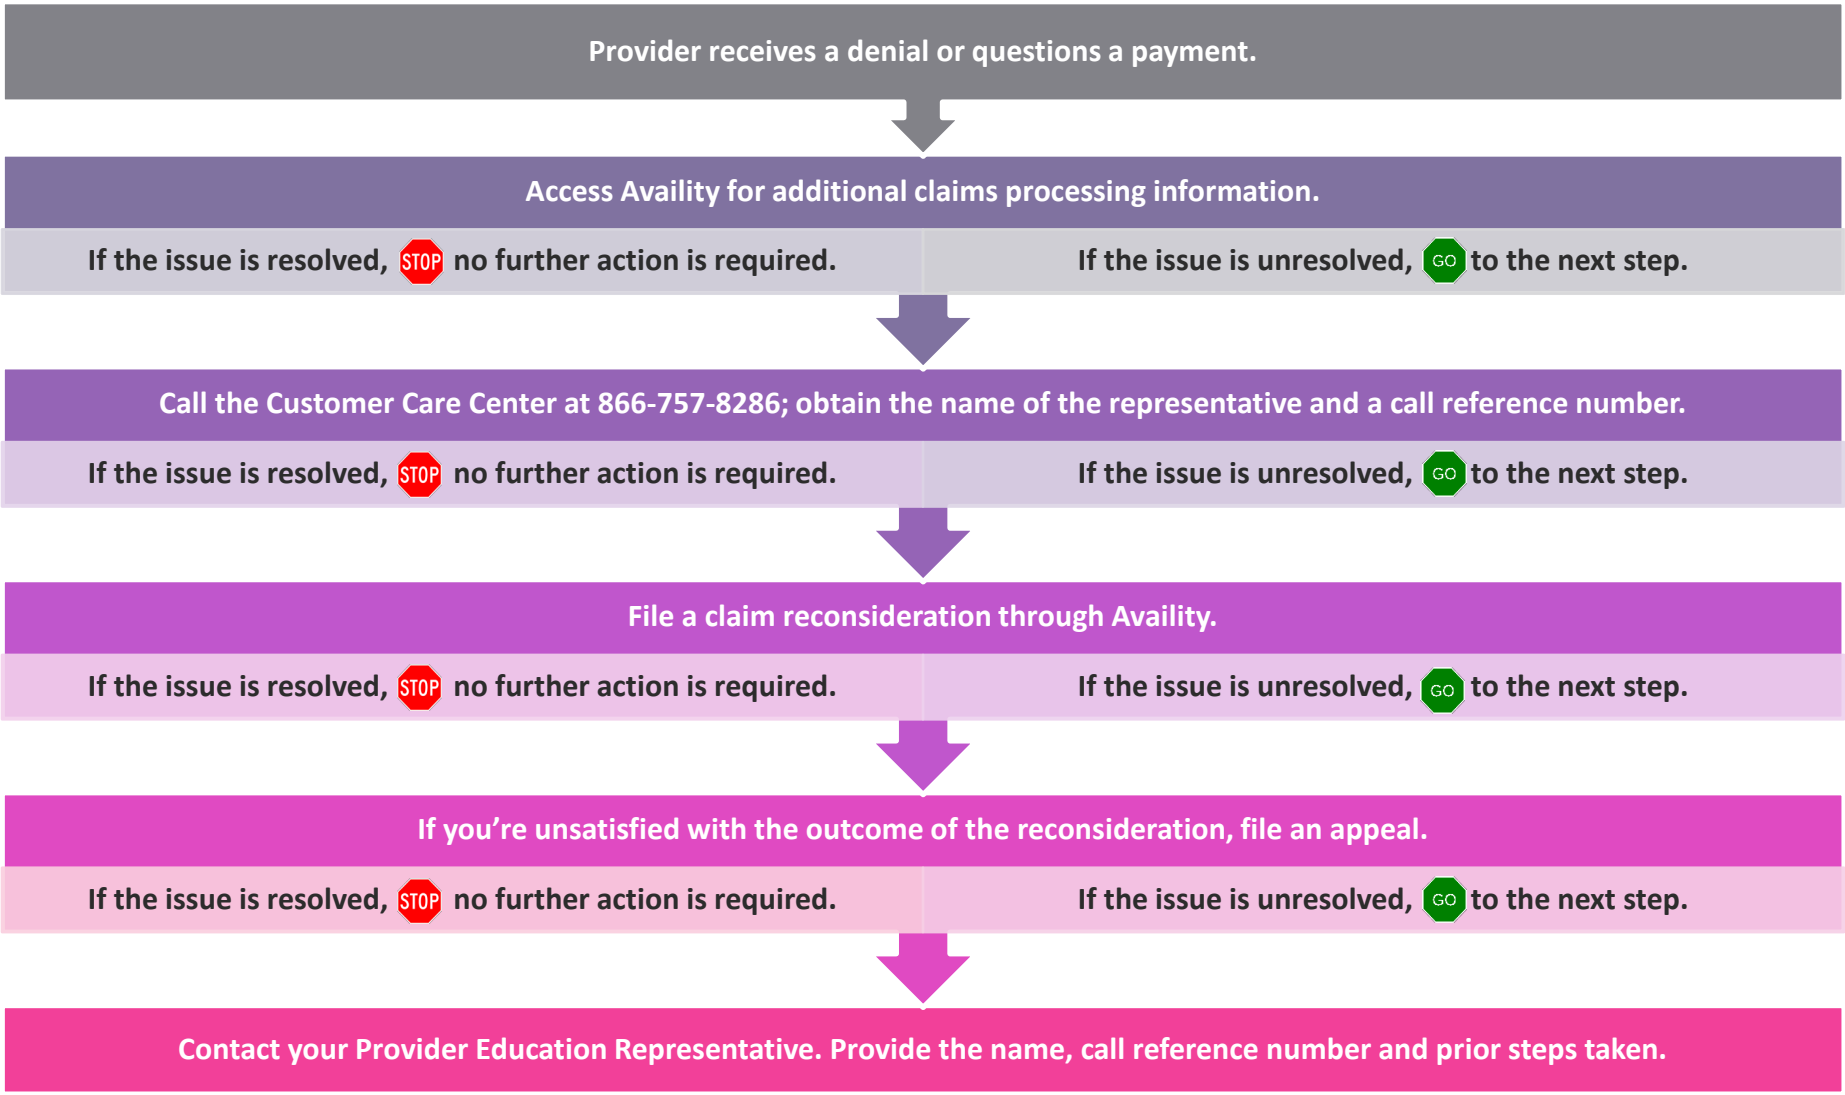 Provider receives a denial or questions a payment.
Access Availity for additional claims processing information.
If the issue is resolved, STOP no further action is required.
If the issue is unresolved, GO to the next step.
Call the Customer Care Center at 866-757-8286; obtain the name of the representative and a call reference number.
If the issue is resolved, STOP no further action is required.
If the issue is unresolved, GO to the next step.
File a claim reconsideration through Availity.
If the issue is resolved, STOP no further action is required.
If the issue is unresolved, GO to the next step.
If you’re unsatisfied with the outcome of the reconsideration, file an appeal.
If the issue is resolved, STOP no further action is required.
If the issue is unresolved, GO to the next step.
Contact your Provider Education Representative. Provide the name, call reference number and prior steps taken.